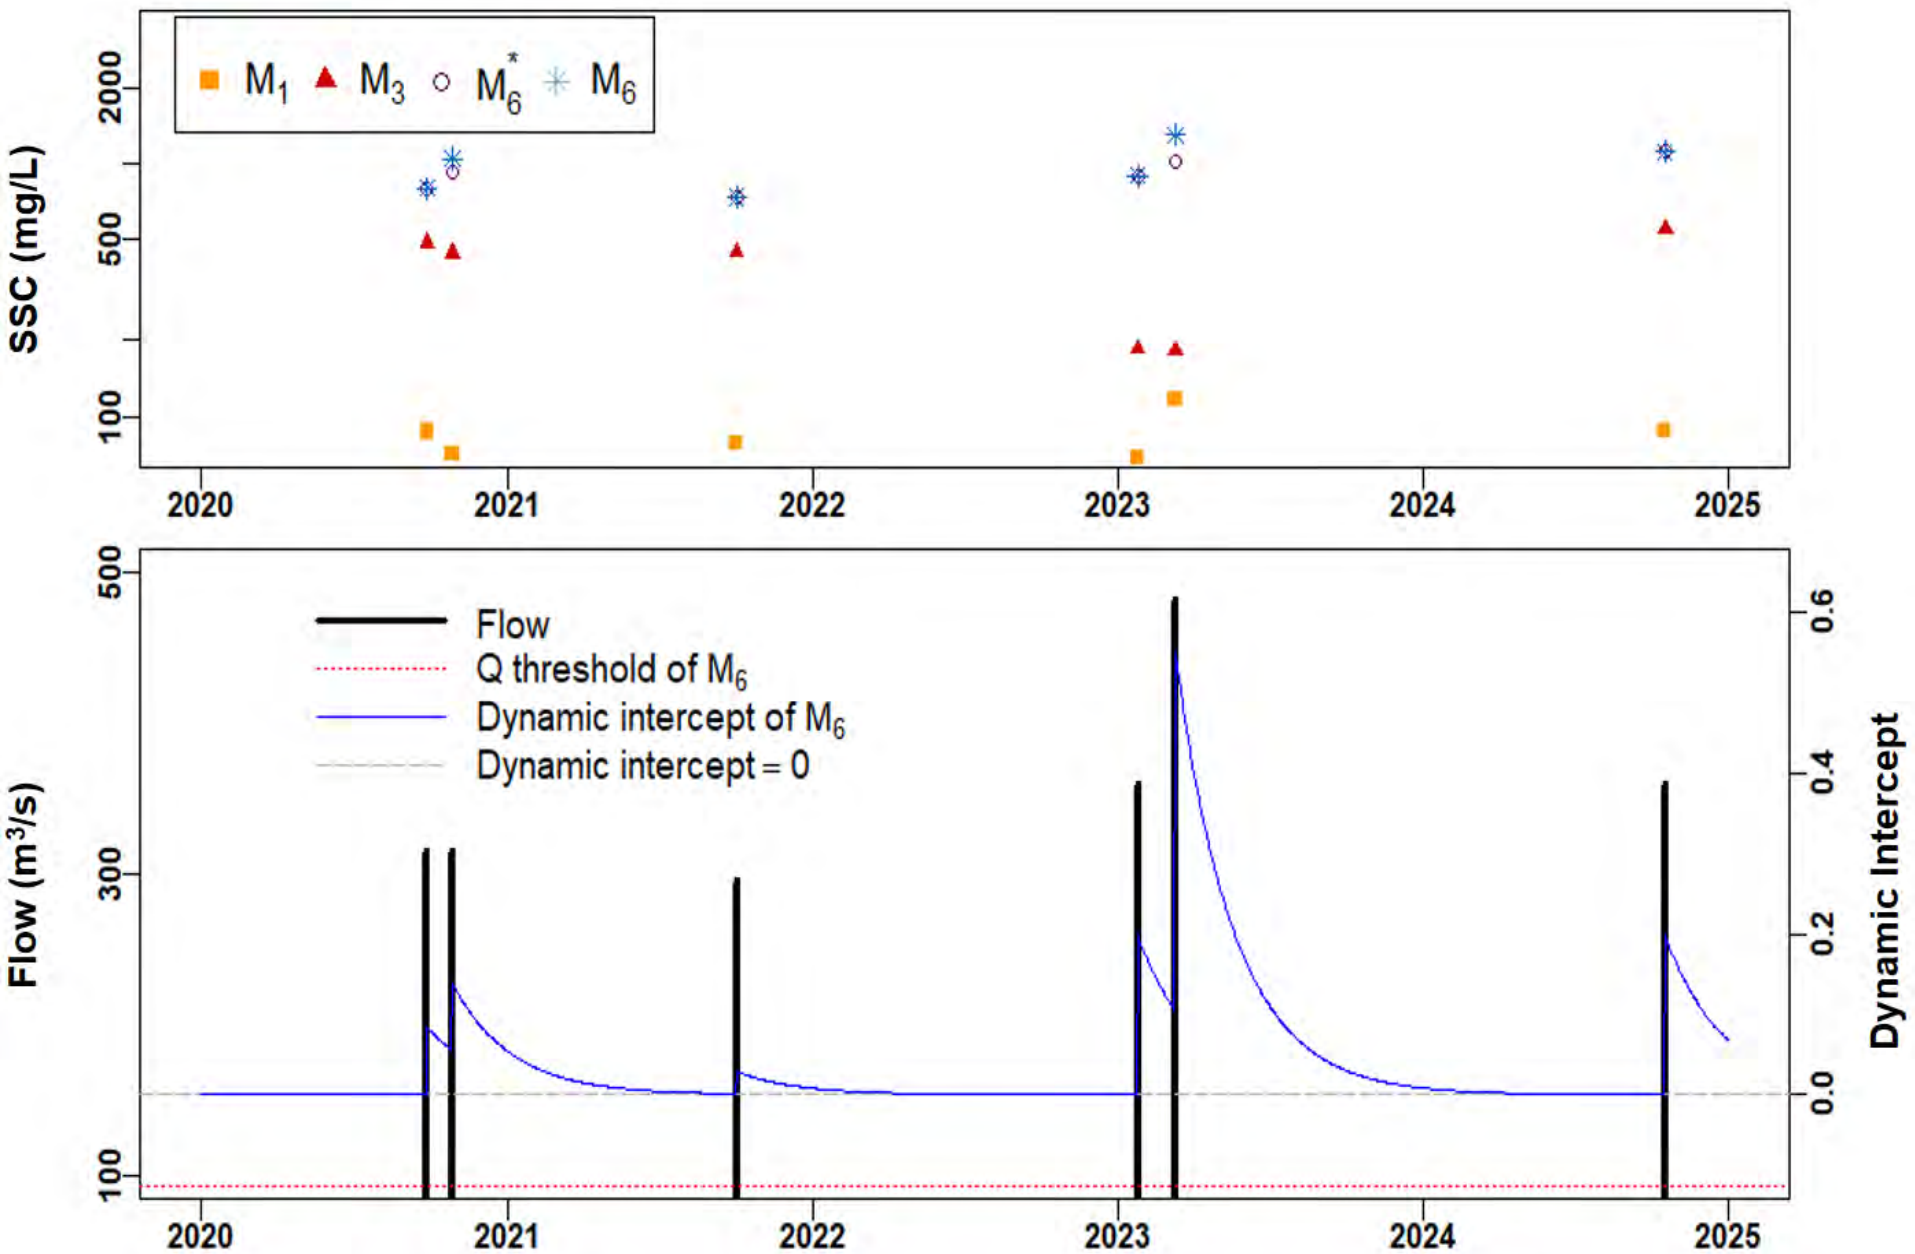 M1 M3 M6* M6
SSC (mg/L)
2000
500
100
2020 2021 2022 2023 2024 2025
Flow (m³/s)
500
300
100
Flow
Q threshold of M6
Dynamic intercept of M6
Dynamic intercept = 0
0.6
0.4
0.2
0.0
Dynamic Intercept
2020 2021 2022 2023 2024 2025